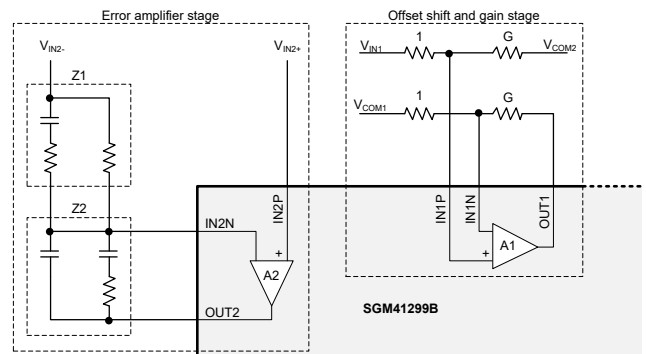 Error amplifier stage
Offset shift and gain stage
VIN2-
VIN2+
Z1
Z2
1
G
VIN1
VCOM2
1
G
VCOM1
IN2N
IN2P
IN1P
IN1N
OUT1
+
A2
+
A1
OUT2
SGM41299B